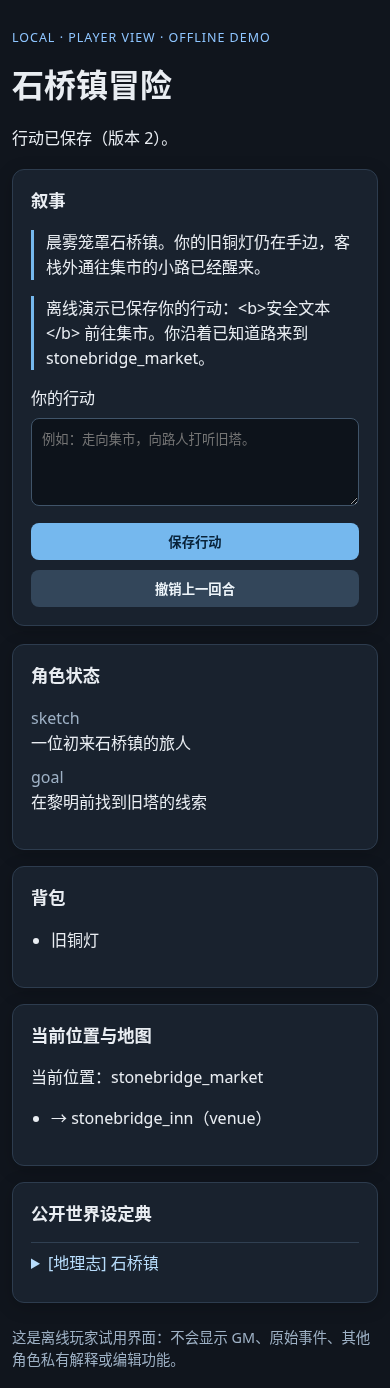 LOCAL · PLAYER VIEW · OFFLINE DEMO
石桥镇冒险
行动已保存（版本 2）。
叙事
晨雾笼罩石桥镇。你的旧铜灯仍在手边，客
栈外通往集市的小路已经醒来。
离线演示已保存你的行动：<b>安全文本
</b> 前往集市。你沿着已知道路来到
stonebridge_market。
你的行动
例如：走向集市，向路人打听旧塔。
保存行动
撤销上一回合
角色状态
sketch
一位初来石桥镇的旅人
goal
在黎明前找到旧塔的线索
背包
• 旧铜灯
当前位置与地图
当前位置：stonebridge_market
• → stonebridge_inn（venue）
公开世界设定典
▶ [地理志] 石桥镇
这是离线玩家试用界面：不会显示 GM、原始事件、其他
角色私有解释或编辑功能。